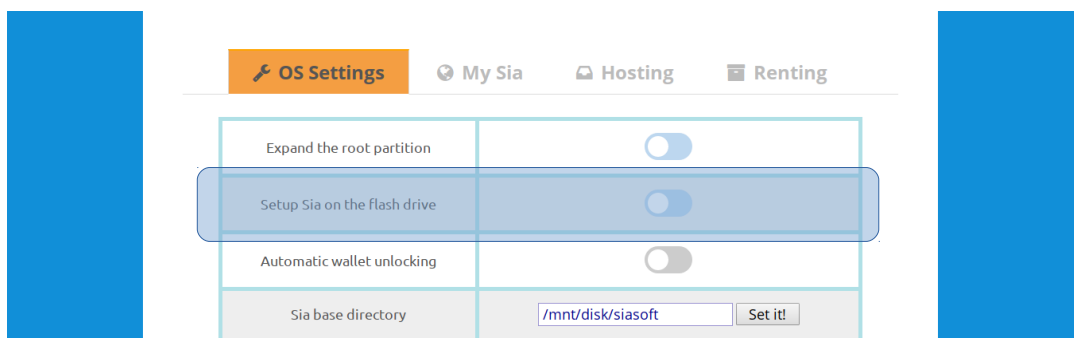 OS Settings My Sia Hosting Renting
Expand the root partition
Setup Sia on the flash drive
Automatic wallet unlocking
Sia base directory /mnt/disk/siasoft Set it!